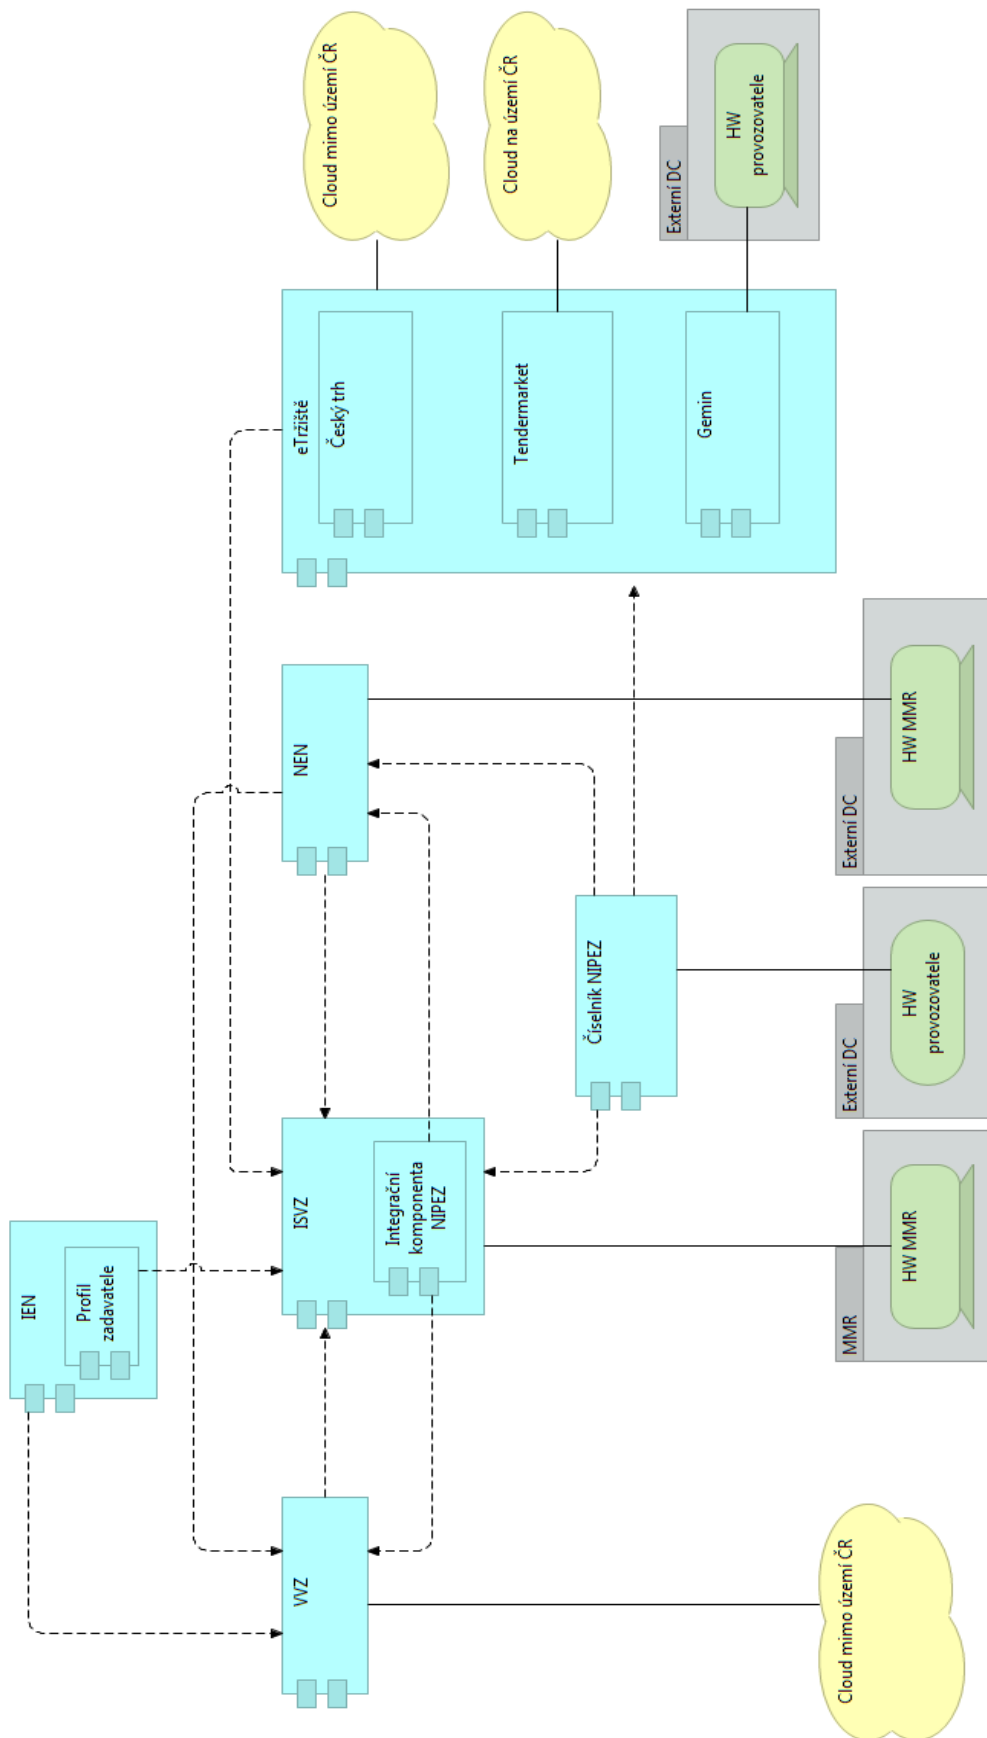 IEN
Profil
zadavatele
VVZ
ISVZ
NEN
eTržiště
Český trh
Cloud mimo území ČR
Integrační
komponenta
NIPEZ
Tendermarket
Cloud na území ČR
Číselník NIPEZ
Gemin
Externí DC
HW
provozovatele
Cloud mimo území ČR
MMR
HW MMR
Externí DC
HW
provozovatele
Externí DC
HW MMR